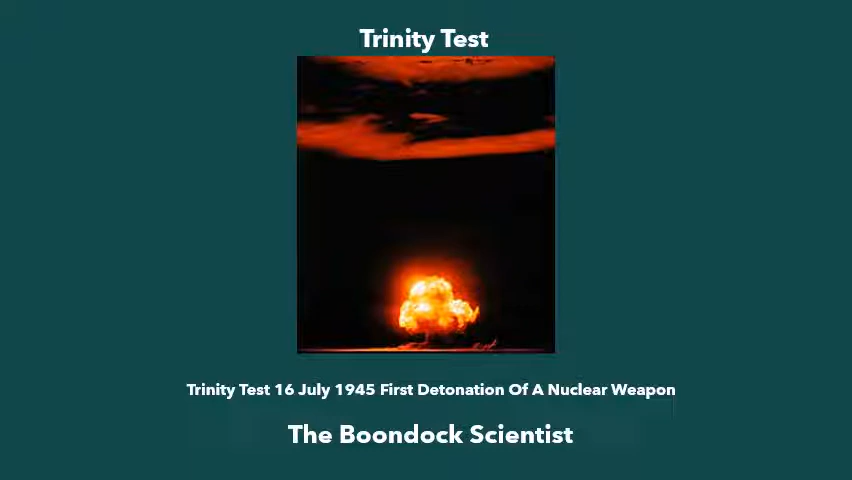 Trinity Test
Trinity Test 16 July 1945 First Detonation Of A Nuclear Weapon
The Boondock Scientist